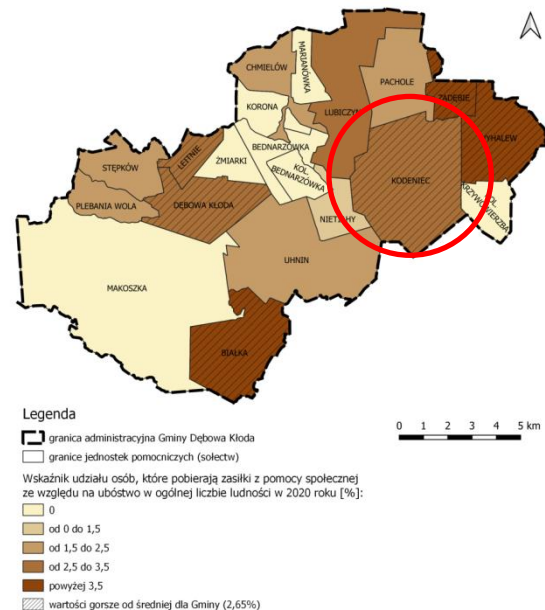 MARIANÓWKA
CHMIELÓW
PACHOLE
ZADĘBIE
KORONA
LUBICZYN
WYHALEW
BEDNARZÓWKA
LEITNIE
STĘPKÓW
ŻMIARKI
KOL.
BEDNARZÓWKA
KODENIEC
KOL.
KRZYWOWIERZBA
PLEBANIA WOLA
DĘBOWA KŁODA
NIETIAHY
UHNIN
MAKOSZKA
BIAŁKA
Legenda
granica administracyjna Gminy Dębowa Kłoda
granice jednostek pomocniczych (sołectw)
0 1 2 3 4 5 km
Wskaźnik udziału osób, które pobierają zasiłki z pomocy społecznej
ze względu na ubóstwo w ogólnej liczbie ludności w 2020 roku [%]:
0
od 0 do 1,5
od 1,5 do 2,5
od 2,5 do 3,5
powyżej 3,5
wartości gorsze od średniej dla Gminy (2,65%)